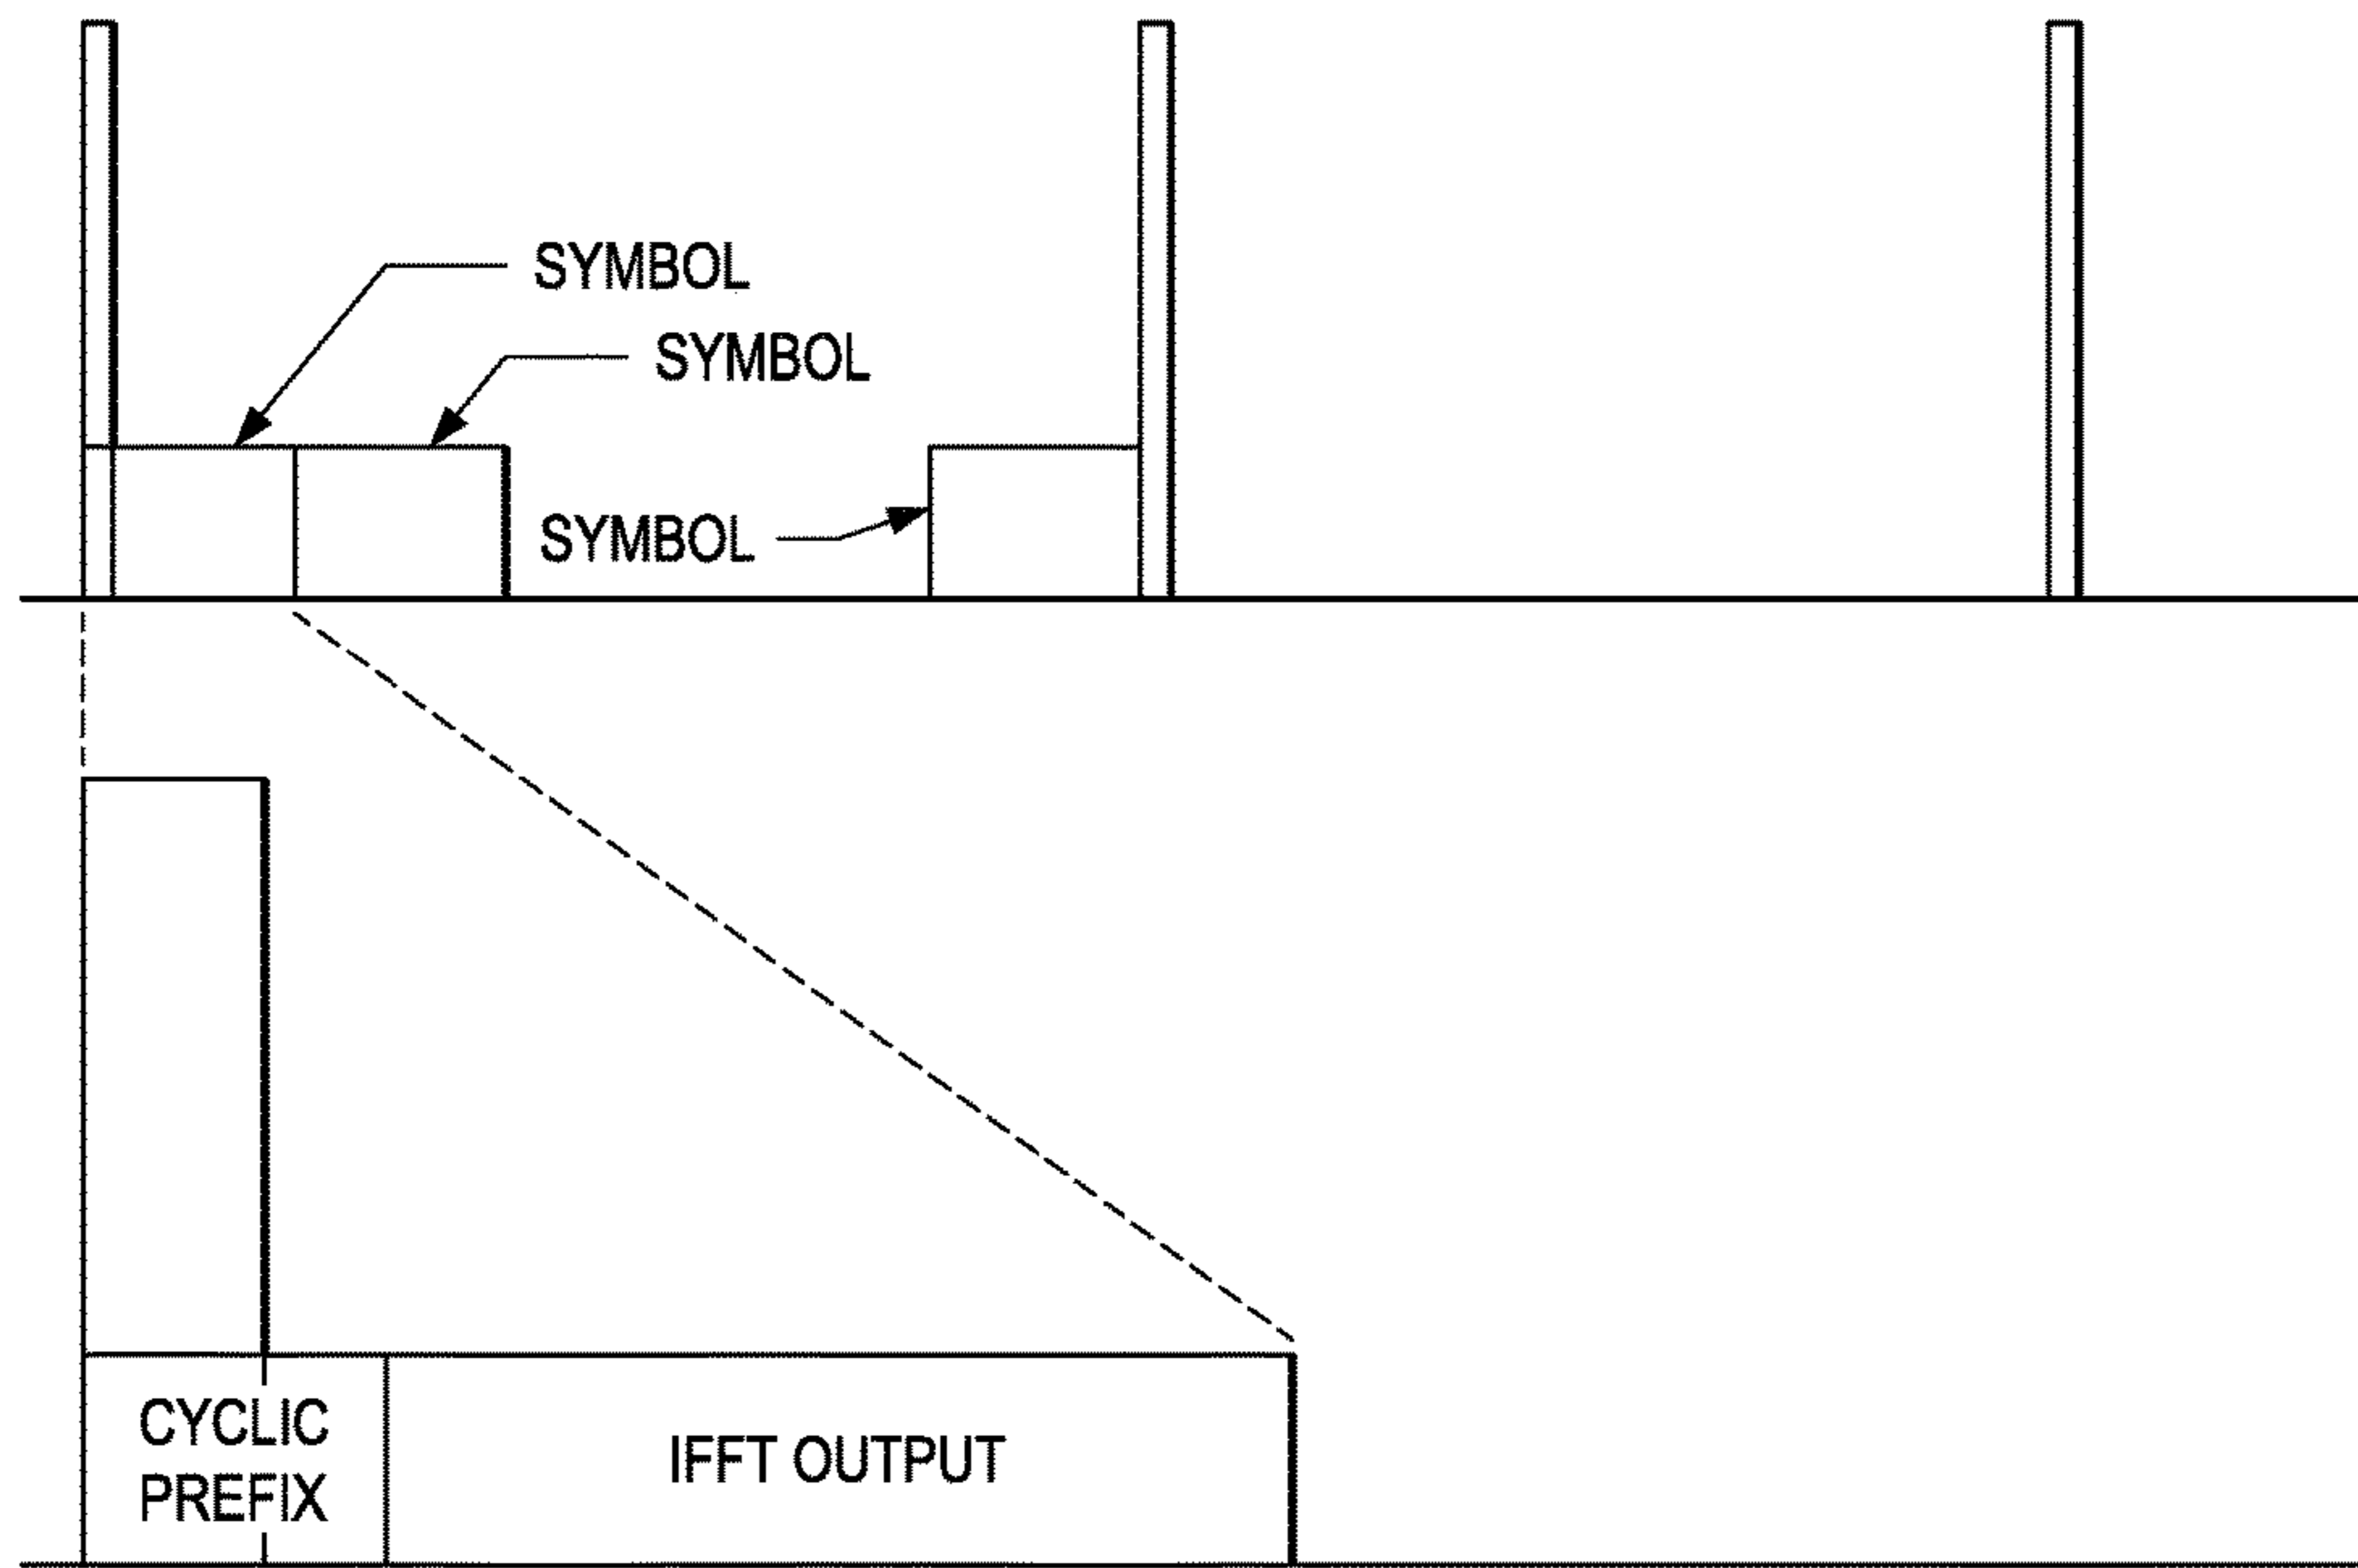 SYMBOL
SYMBOL
SYMBOL
CYCLIC
PREFIX
IFFT OUTPUT